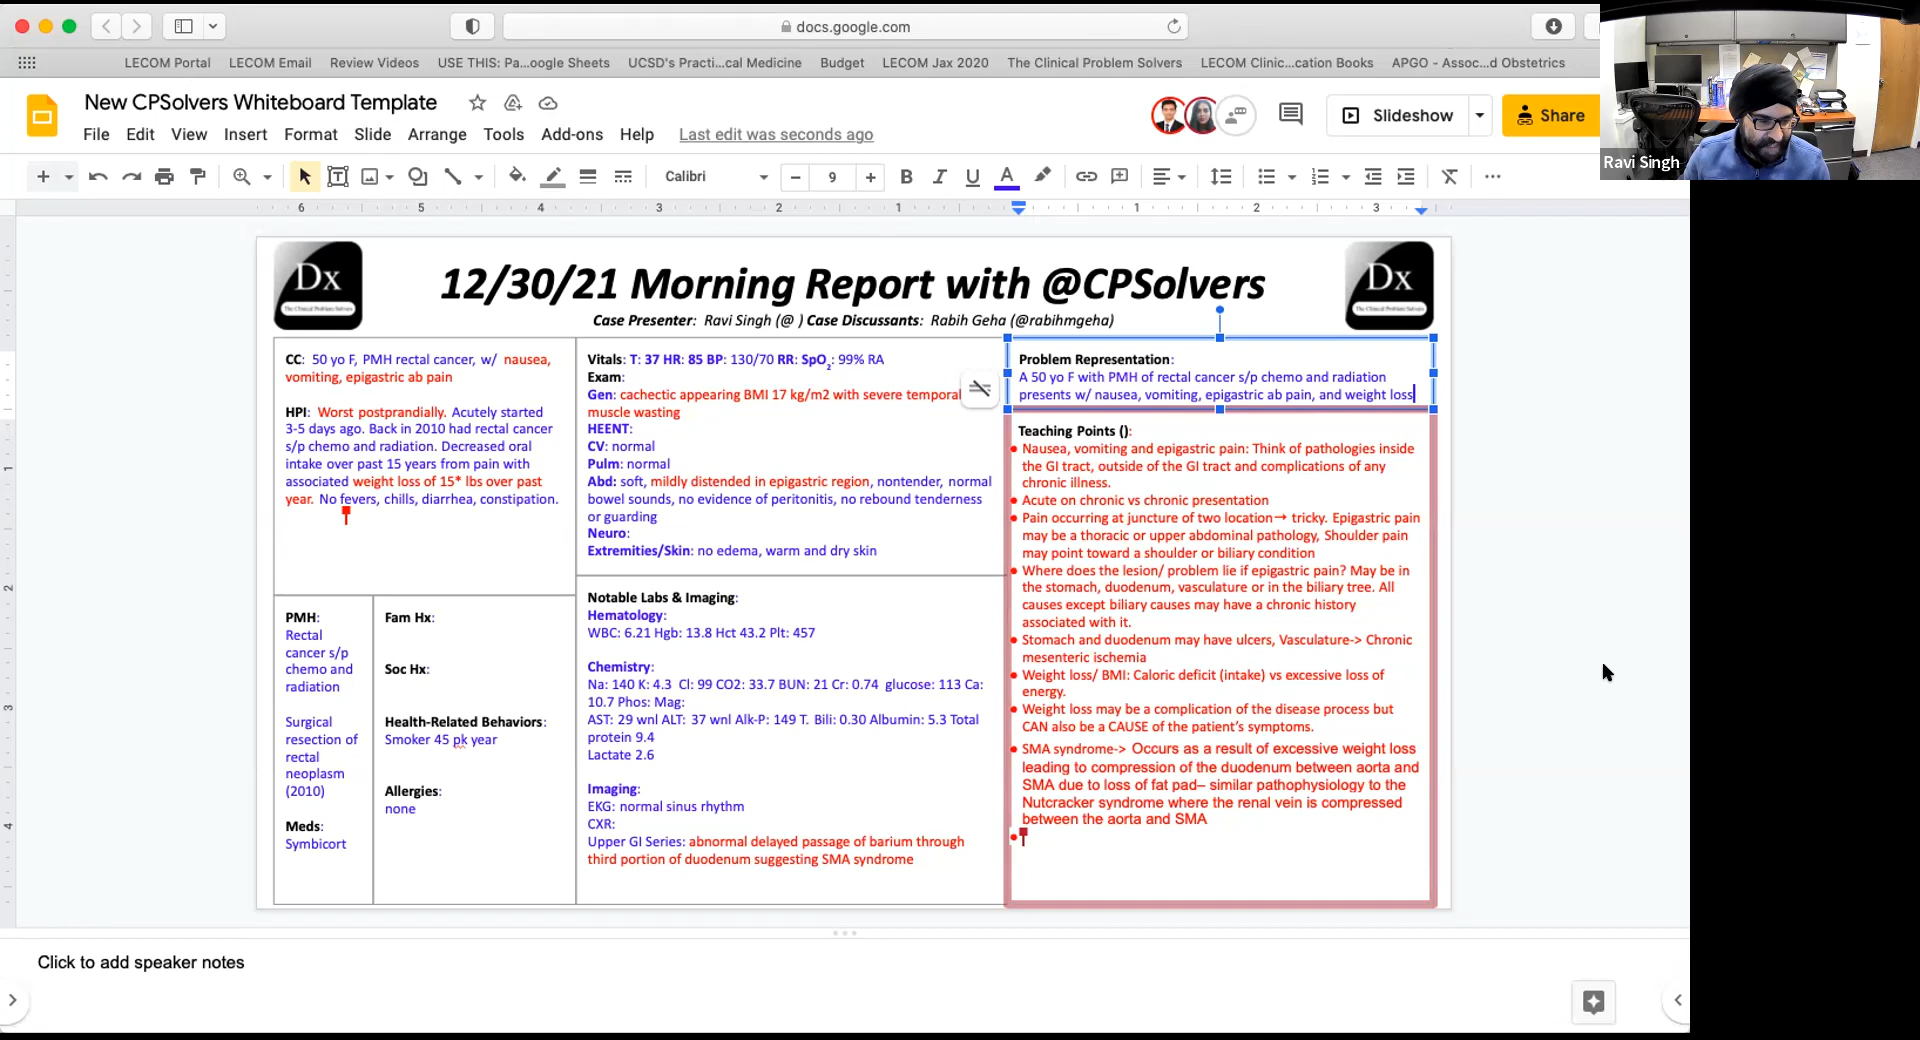 docs.google.com
LECOM Portal LECOM Email Review Videos USE THIS: Pa...oogle Sheets UCSD's Practi...cal Medicine Budget LECOM Jax 2020 The Clinical Problem Solvers LECOM Clinic...cation Books APGO - Assoc...d Obstetrics
New CPSolvers Whiteboard Template
File Edit View Insert Format Slide Arrange Tools Add-ons Help Last edit was seconds ago
Slideshow
Share
Ravi Singh
Calibri
9
6 5 4 3 2 1 1 2 3
Dx
The Clinical Problem Solvers
12/30/21 Morning Report with @CPSolvers
Case Presenter: Ravi Singh (@ ) Case Discussants: Rabih Geha (@rabihmgeha)
Dx
The Clinical Problem Solvers
CC: 50 yo F, PMH rectal cancer, w/ nausea,
vomiting, epigastric ab pain
HPI: Worst postprandially. Acutely started
3-5 days ago. Back in 2010 had rectal cancer
s/p chemo and radiation. Decreased oral
intake over past 15 years from pain with
associated weight loss of 15* lbs over past
year. No fevers, chills, diarrhea, constipation.
PMH:
Rectal
cancer s/p
chemo and
radiation
Surgical
resection of
rectal
neoplasm
(2010)
Meds:
Symbicort
Fam Hx:
Soc Hx:
Health-Related Behaviors:
Smoker 45 pk year
Allergies:
none
Vitals: T: 37 HR: 85 BP: 130/70 RR: SpO2: 99% RA
Exam:
Gen: cachectic appearing BMI 17 kg/m2 with severe temporal
muscle wasting
HEENT:
CV: normal
Pulm: normal
Abd: soft, mildly distended in epigastric region, nontender, normal
bowel sounds, no evidence of peritonitis, no rebound tenderness
or guarding
Neuro:
Extremities/Skin: no edema, warm and dry skin
Notable Labs & Imaging:
Hematology:
WBC: 6.21 Hgb: 13.8 Hct 43.2 Plt: 457
Chemistry:
Na: 140 K: 4.3 Cl: 99 CO2: 33.7 BUN: 21 Cr: 0.74 glucose: 113 Ca:
10.7 Phos: Mag:
AST: 29 wnl ALT: 37 wnl Alk-P: 149 T. Bili: 0.30 Albumin: 5.3 Total
protein 9.4
Lactate 2.6
Imaging:
EKG: normal sinus rhythm
CXR:
Upper GI Series: abnormal delayed passage of barium through
third portion of duodenum suggesting SMA syndrome
Problem Representation:
A 50 yo F with PMH of rectal cancer s/p chemo and radiation
presents w/ nausea, vomiting, epigastric ab pain, and weight loss
Teaching Points ():
Nausea, vomiting and epigastric pain: Think of pathologies inside
the GI tract, outside of the GI tract and complications of any
chronic illness.
Acute on chronic vs chronic presentation
Pain occurring at juncture of two location→ tricky. Epigastric pain
may be a thoracic or upper abdominal pathology, Shoulder pain
may point toward a shoulder or biliary condition
Where does the lesion/ problem lie if epigastric pain? May be in
the stomach, duodenum, vasculature or in the biliary tree. All
causes except biliary causes may have a chronic history
associated with it.
Stomach and duodenum may have ulcers, Vasculature-> Chronic
mesenteric ischemia
Weight loss/ BMI: Caloric deficit (intake) vs excessive loss of
energy.
Weight loss may be a complication of the disease process but
CAN also be a CAUSE of the patient's symptoms.
SMA syndrome-> Occurs as a result of excessive weight loss
leading to compression of the duodenum between aorta and
SMA due to loss of fat pad– similar pathophysiology to the
Nutcracker syndrome where the renal vein is compressed
between the aorta and SMA
1
2
3
4
Click to add speaker notes